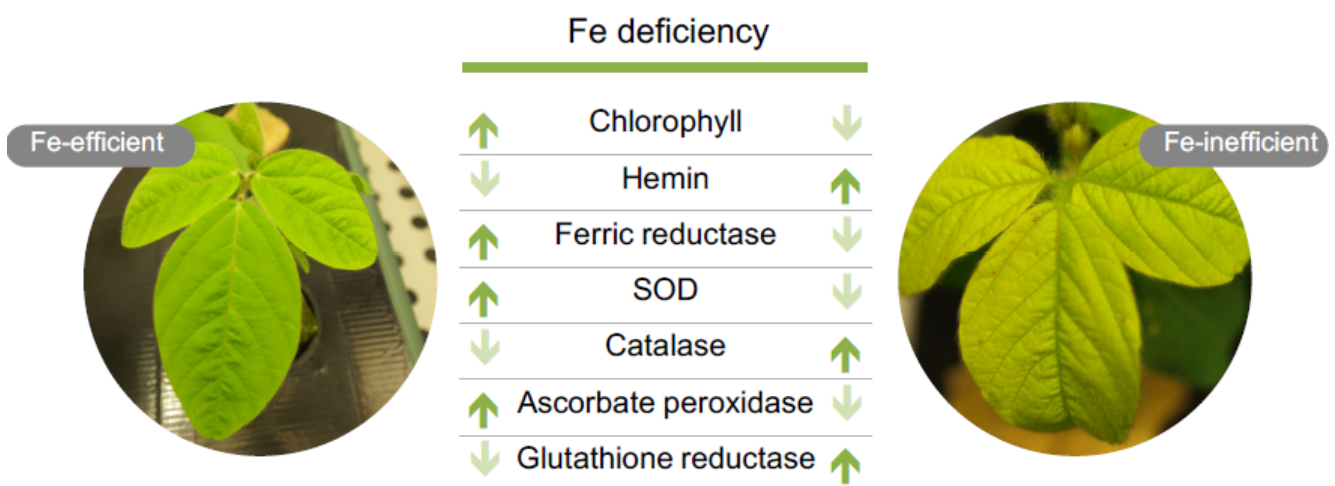 Fe deficiency
Fe-efficient
Fe-inefficient
Chlorophyll
Hemin
Ferric reductase
SOD
Catalase
Ascorbate peroxidase
Glutathione reductase